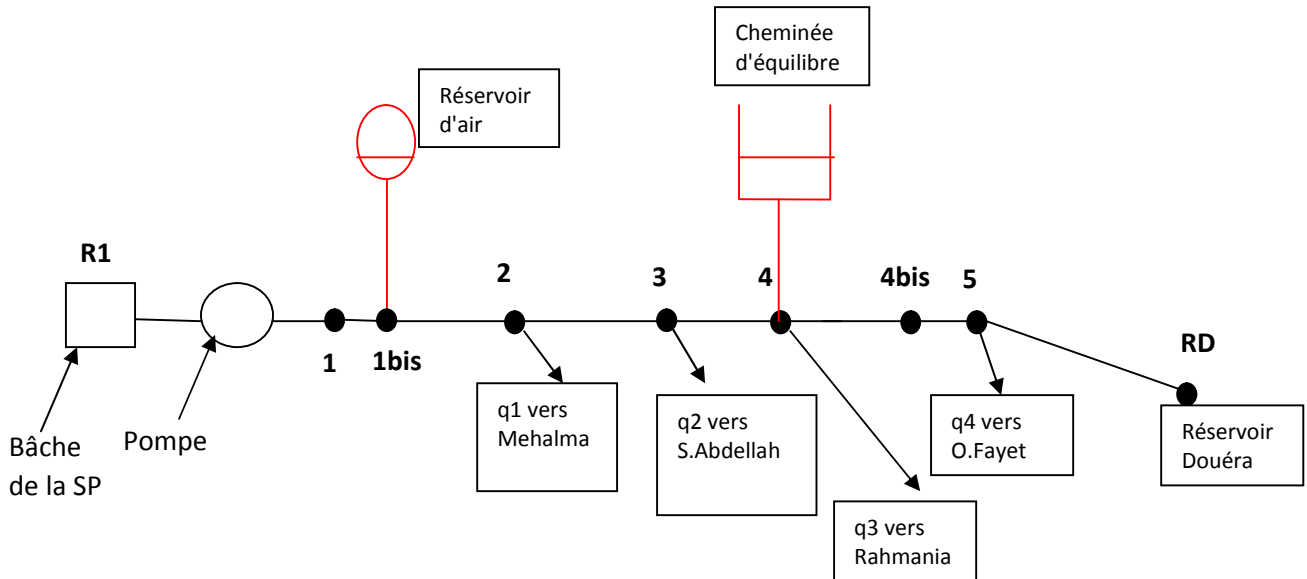 Cheminée
d'équilibre
Réservoir
d'air
R1
2
3
4
4bis
5
1
1bis
RD
Bâche
de la SP
Pompe
q1 vers
Mehalma
q2 vers
S.Abdellah
q3 vers
Rahmania
q4 vers
O.Fayet
Réservoir
Douéra